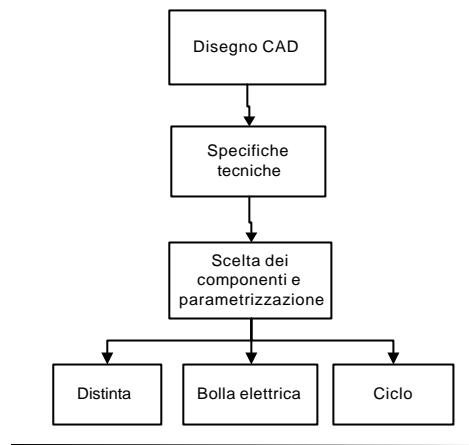 Disegno CAD
Specifiche
tecniche
Scelta dei
componenti e
parametrizzazione
Distinta
Bolla elettrica
Ciclo